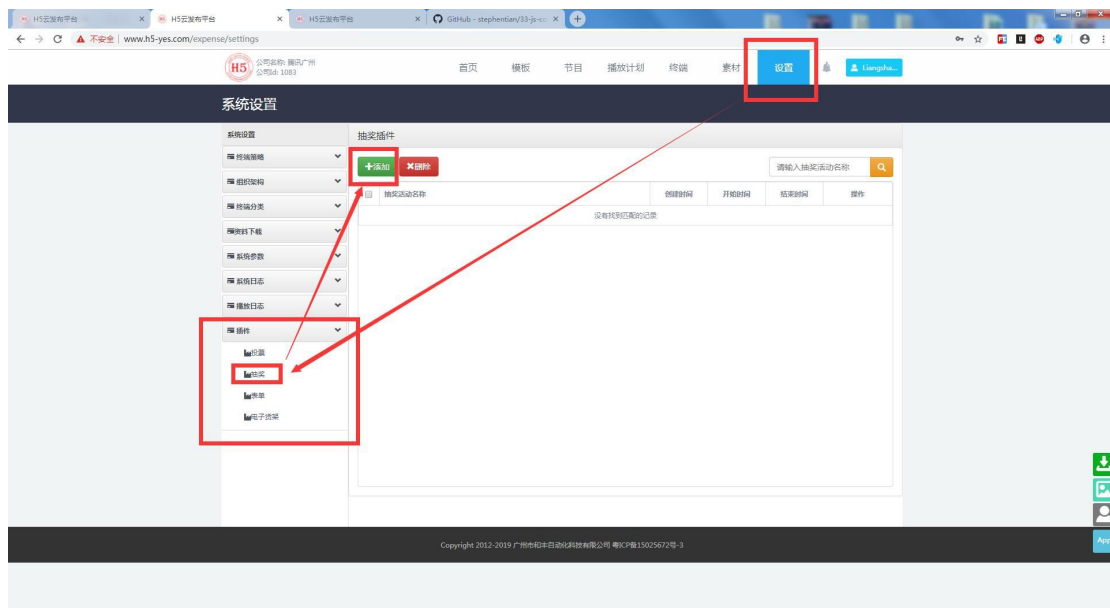 H5云发布平台
H5云发布平台
H5云发布平台
GitHub - stephentian/33-js-co
不安全 | www.h5-yes.com/expense/settings
H5
公司名称: 腾讯广州
公司Id: 1083
首页 模板 节目 播放计划 终端 素材 设置 Liangsha...
系统设置
系统设置
终端策略
组织架构
终端分类
资料下载
系统参数
系统日志
播放日志
插件
投票
抽奖
表单
电子货架
抽奖插件
添加 删除
请输入抽奖活动名称
抽奖活动名称 创建时间 开始时间 结束时间 操作
没有找到匹配的记录
App
Copyright 2012-2019 广州市和丰自动化科技有限公司 粤ICP备15025672号-3